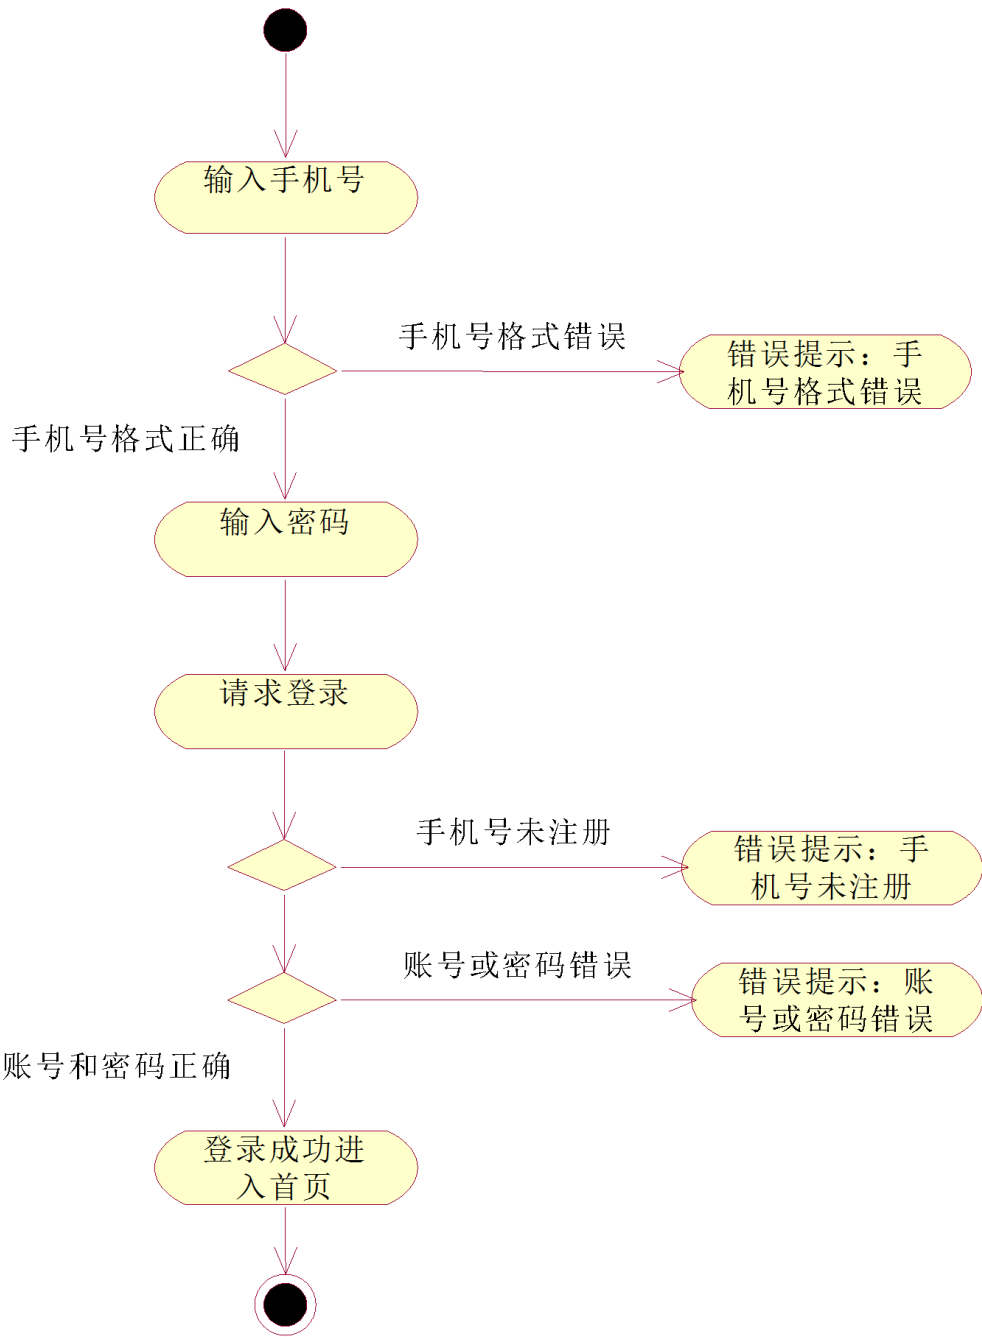 输入手机号
手机号格式错误
错误提示：手
机号格式错误
手机号格式正确
输入密码
请求登录
手机号未注册
错误提示：手
机号未注册
账号或密码错误
错误提示：账
号或密码错误
账号和密码正确
登录成功进
入首页